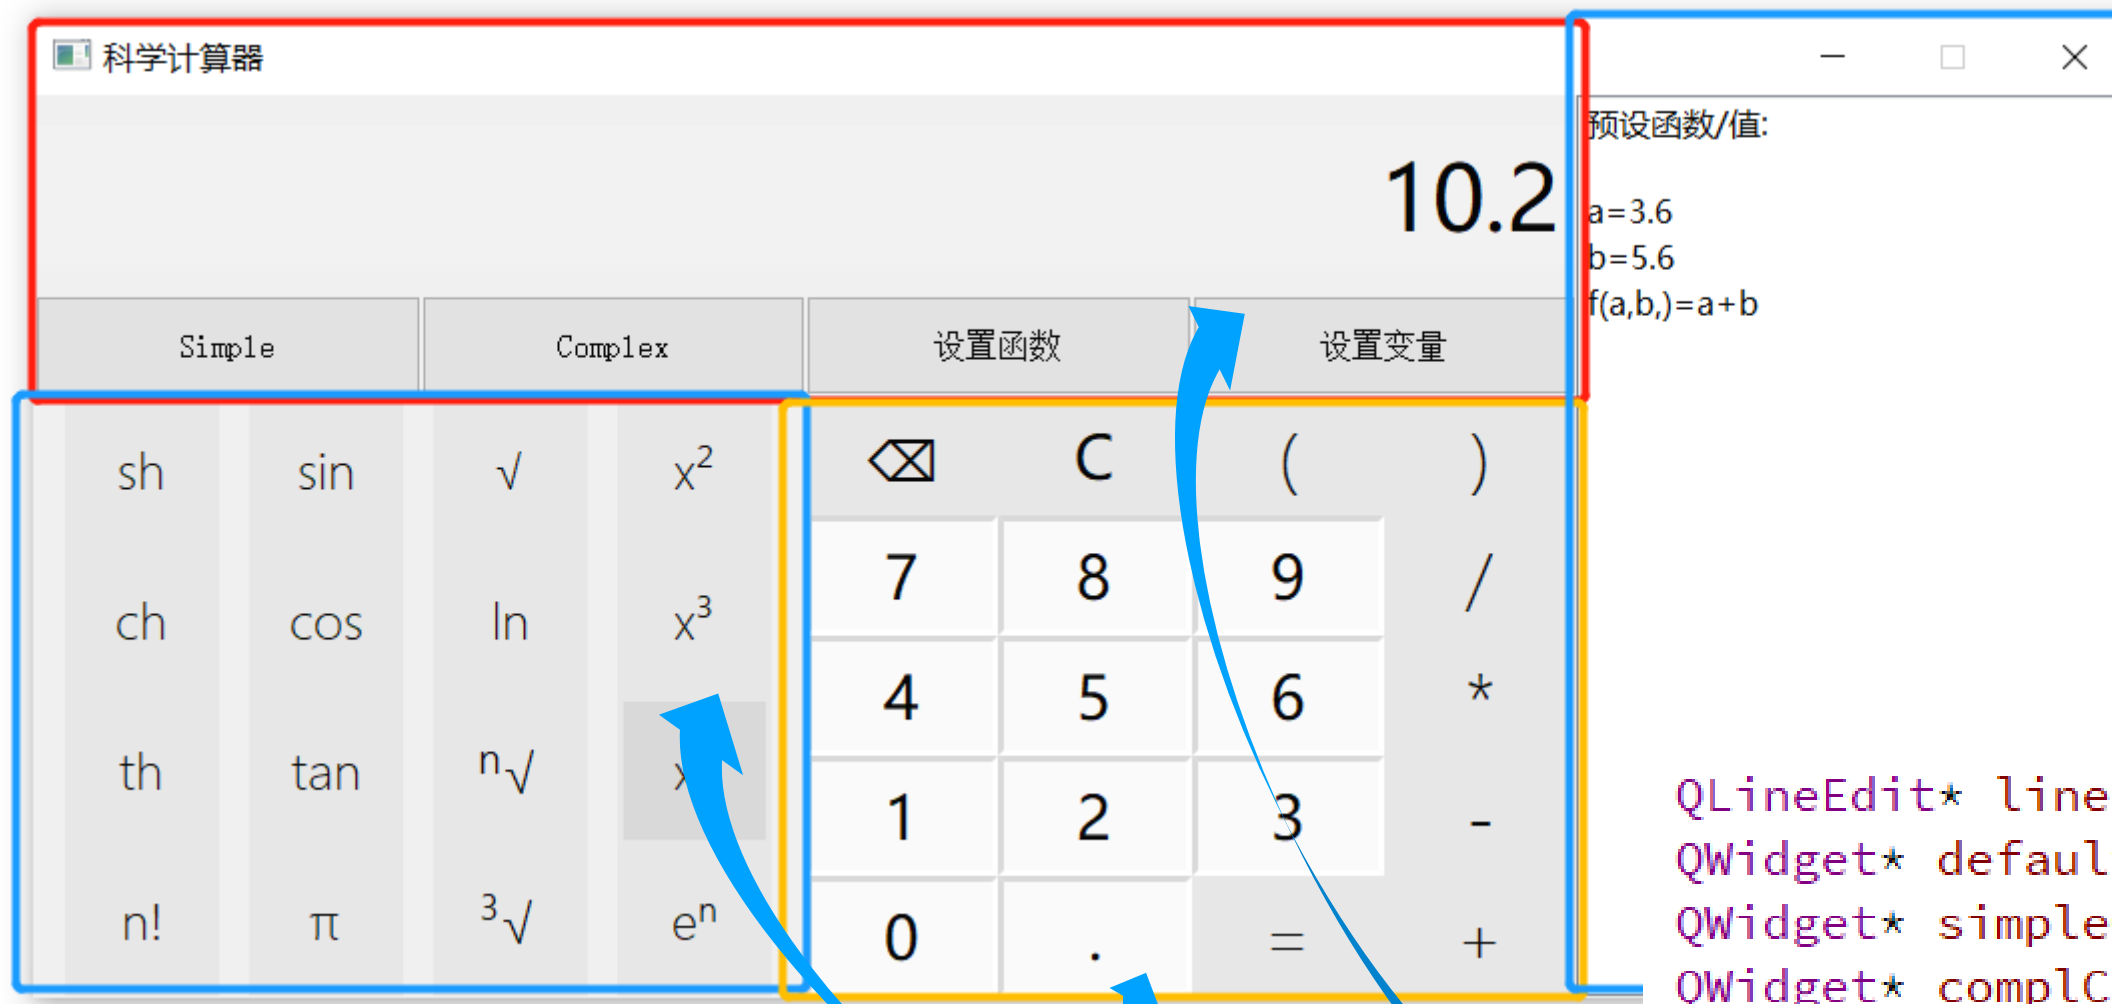 科学计算器
预设函数/值:
10.2
a=3.6
b=5.6
f(a,b,)=a+b
Simple Complex 设置函数 设置变量
sh sin √ x² ⌫ C ( )
7 8 9 /
ch cos ln x³
4 5 6 *
th tan ⁿ√ x
1 2 3 -
n! π ³√ eⁿ
0 . = +
QLineEdit* line
QWidget* defaul
QWidget* simple
QWidget* complC